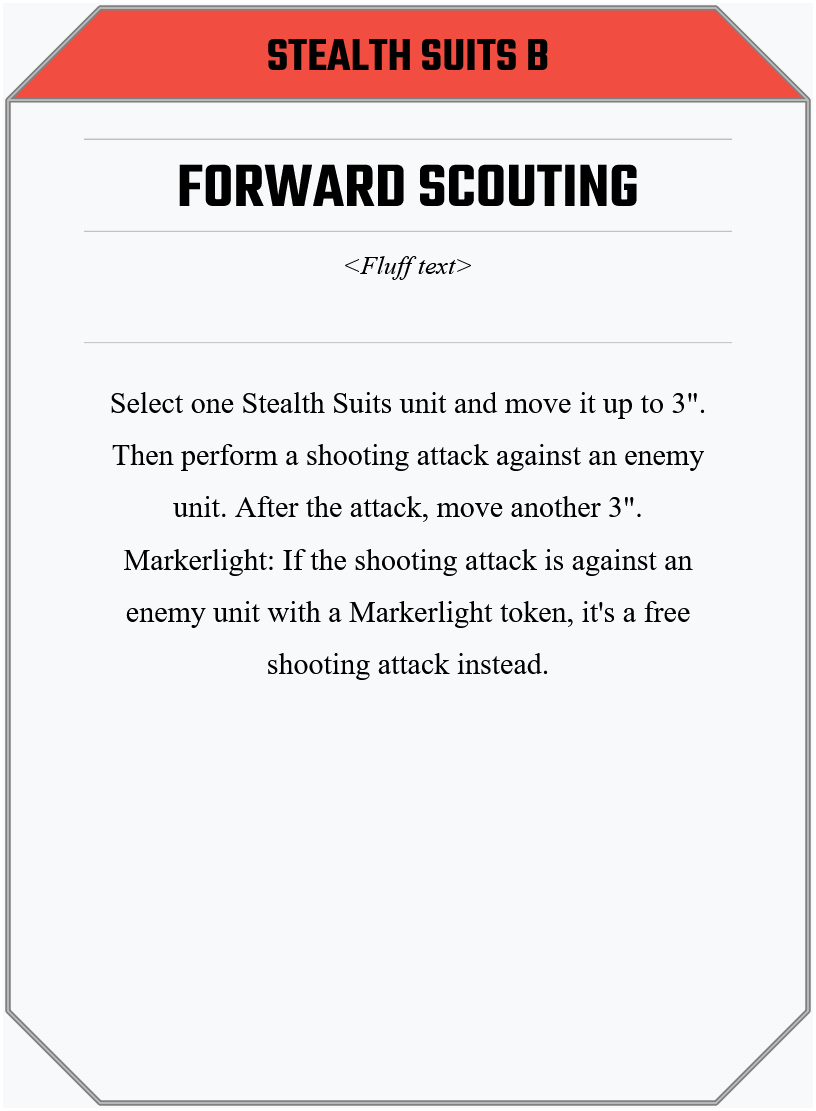 STEALTH SUITS B
FORWARD SCOUTING
<Fluff text>
Select one Stealth Suits unit and move it up to 3".
Then perform a shooting attack against an enemy
unit. After the attack, move another 3".
Markerlight: If the shooting attack is against an
enemy unit with a Markerlight token, it's a free
shooting attack instead.